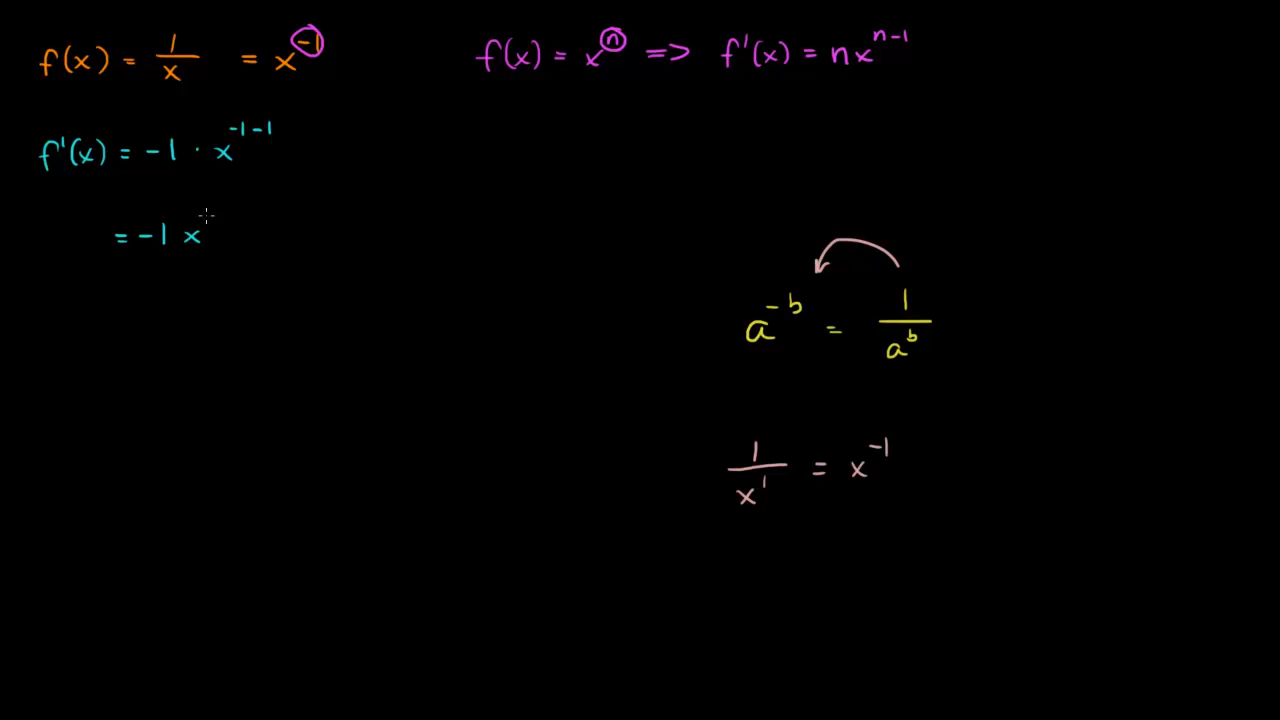 f(x) = 1/x = x^-1
f(x) = x^n => f'(x) = nx^n-1
f'(x) = -1 · x^-1-1
= -1 x
a^-b = 1/a^b
1/x^1 = x^-1